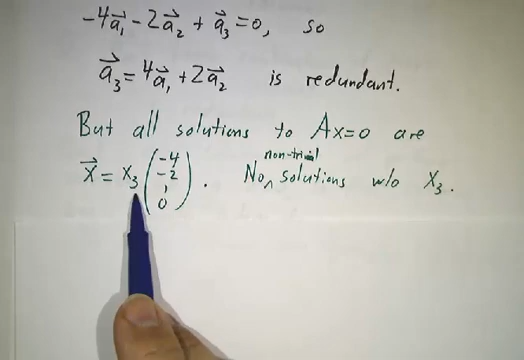 -4a⃗₁ - 2a⃗₂ + a⃗₃ = 0, so
a⃗₃ = 4a⃗₁ + 2a⃗₂ is redundant.
But all solutions to Ax=0 are
x⃗ = x₃ (-4 -2 1 0). No ^non-trivial solutions w/o x₃.